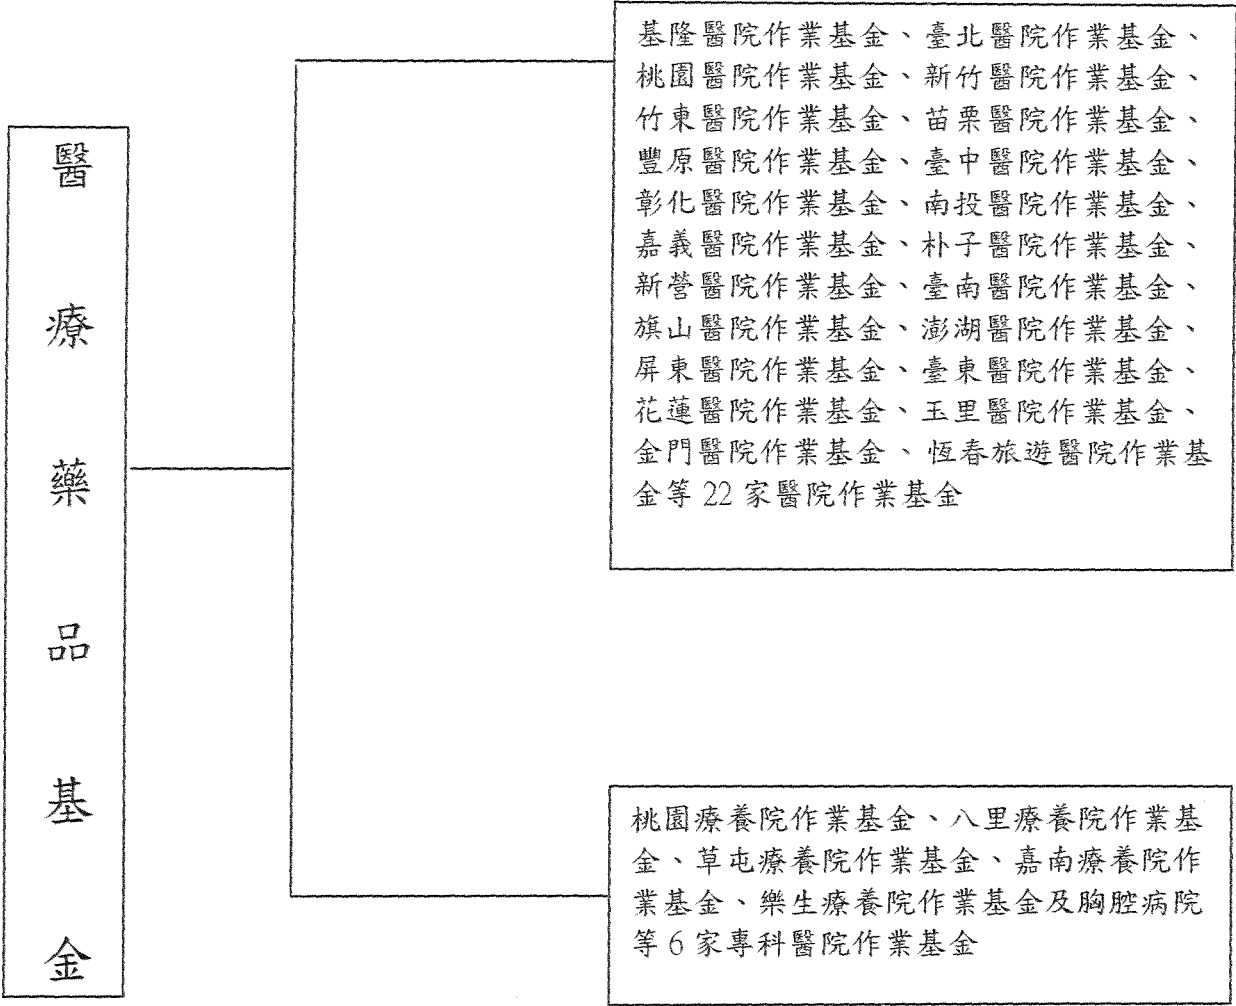 醫療藥品基金
基隆醫院作業基金、臺北醫院作業基金、
桃園醫院作業基金、新竹醫院作業基金、
竹東醫院作業基金、苗栗醫院作業基金、
豐原醫院作業基金、臺中醫院作業基金、
彰化醫院作業基金、南投醫院作業基金、
嘉義醫院作業基金、朴子醫院作業基金、
新營醫院作業基金、臺南醫院作業基金、
旗山醫院作業基金、澎湖醫院作業基金、
屏東醫院作業基金、臺東醫院作業基金、
花蓮醫院作業基金、玉里醫院作業基金、
金門醫院作業基金、恆春旅遊醫院作業基
金等 22 家醫院作業基金
桃園療養院作業基金、八里療養院作業基
金、草屯療養院作業基金、嘉南療養院作
業基金、樂生療養院作業基金及胸腔病院
等 6 家專科醫院作業基金